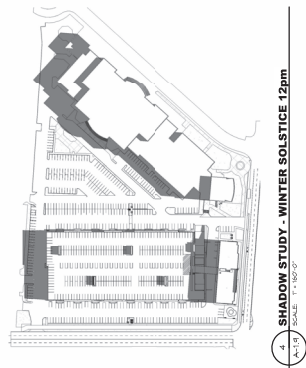 4
A-1.9
SHADOW STUDY - WINTER SOLSTICE 12pm
SCALE: 1" = 160'-0"